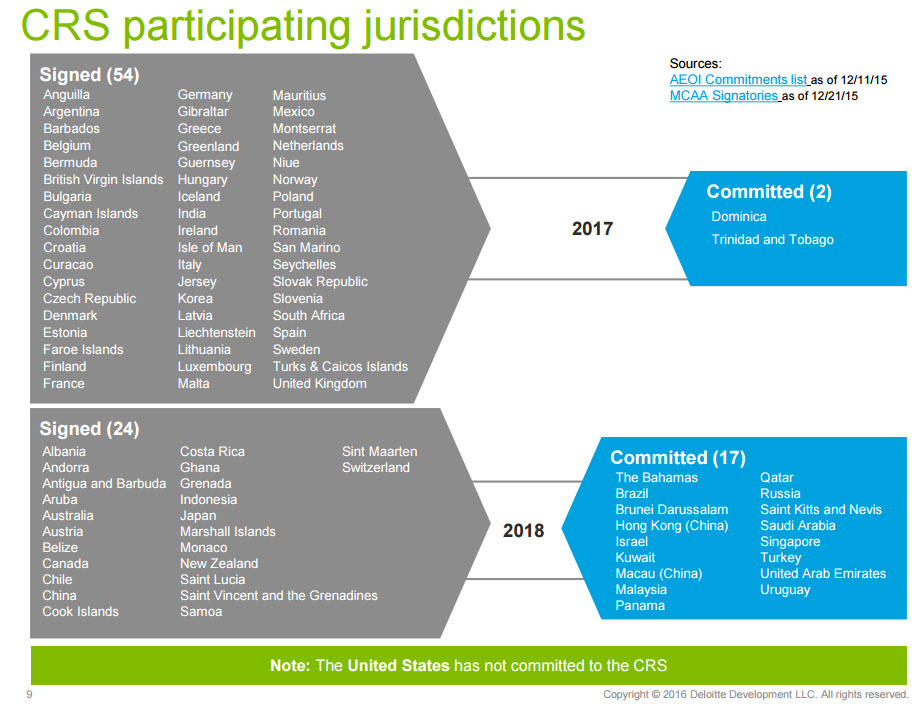 CRS participating jurisdictions
Sources:
AEOI Commitments list as of 12/11/15
MCAA Signatories as of 12/21/15
Signed (54)
Anguilla
Argentina
Barbados
Belgium
Bermuda
British Virgin Islands
Bulgaria
Cayman Islands
Colombia
Croatia
Curacao
Cyprus
Czech Republic
Denmark
Estonia
Faroe Islands
Finland
France
Germany
Gibraltar
Greece
Greenland
Guernsey
Hungary
Iceland
India
Ireland
Isle of Man
Italy
Jersey
Korea
Latvia
Liechtenstein
Lithuania
Luxembourg
Malta
Mauritius
Mexico
Montserrat
Netherlands
Niue
Norway
Poland
Portugal
Romania
San Marino
Seychelles
Slovak Republic
Slovenia
South Africa
Spain
Sweden
Turks & Caicos Islands
United Kingdom
2017
Committed (2)
Dominica
Trinidad and Tobago
Signed (24)
Albania
Andorra
Antigua and Barbuda
Aruba
Australia
Austria
Belize
Canada
Chile
China
Cook Islands
Costa Rica
Ghana
Grenada
Indonesia
Japan
Marshall Islands
Monaco
New Zealand
Saint Lucia
Saint Vincent and the Grenadines
Samoa
Sint Maarten
Switzerland
2018
Committed (17)
The Bahamas
Brazil
Brunei Darussalam
Hong Kong (China)
Israel
Kuwait
Macau (China)
Malaysia
Panama
Qatar
Russia
Saint Kitts and Nevis
Saudi Arabia
Singapore
Turkey
United Arab Emirates
Uruguay
Note: The United States has not committed to the CRS
9
Copyright © 2016 Deloitte Development LLC. All rights reserved.